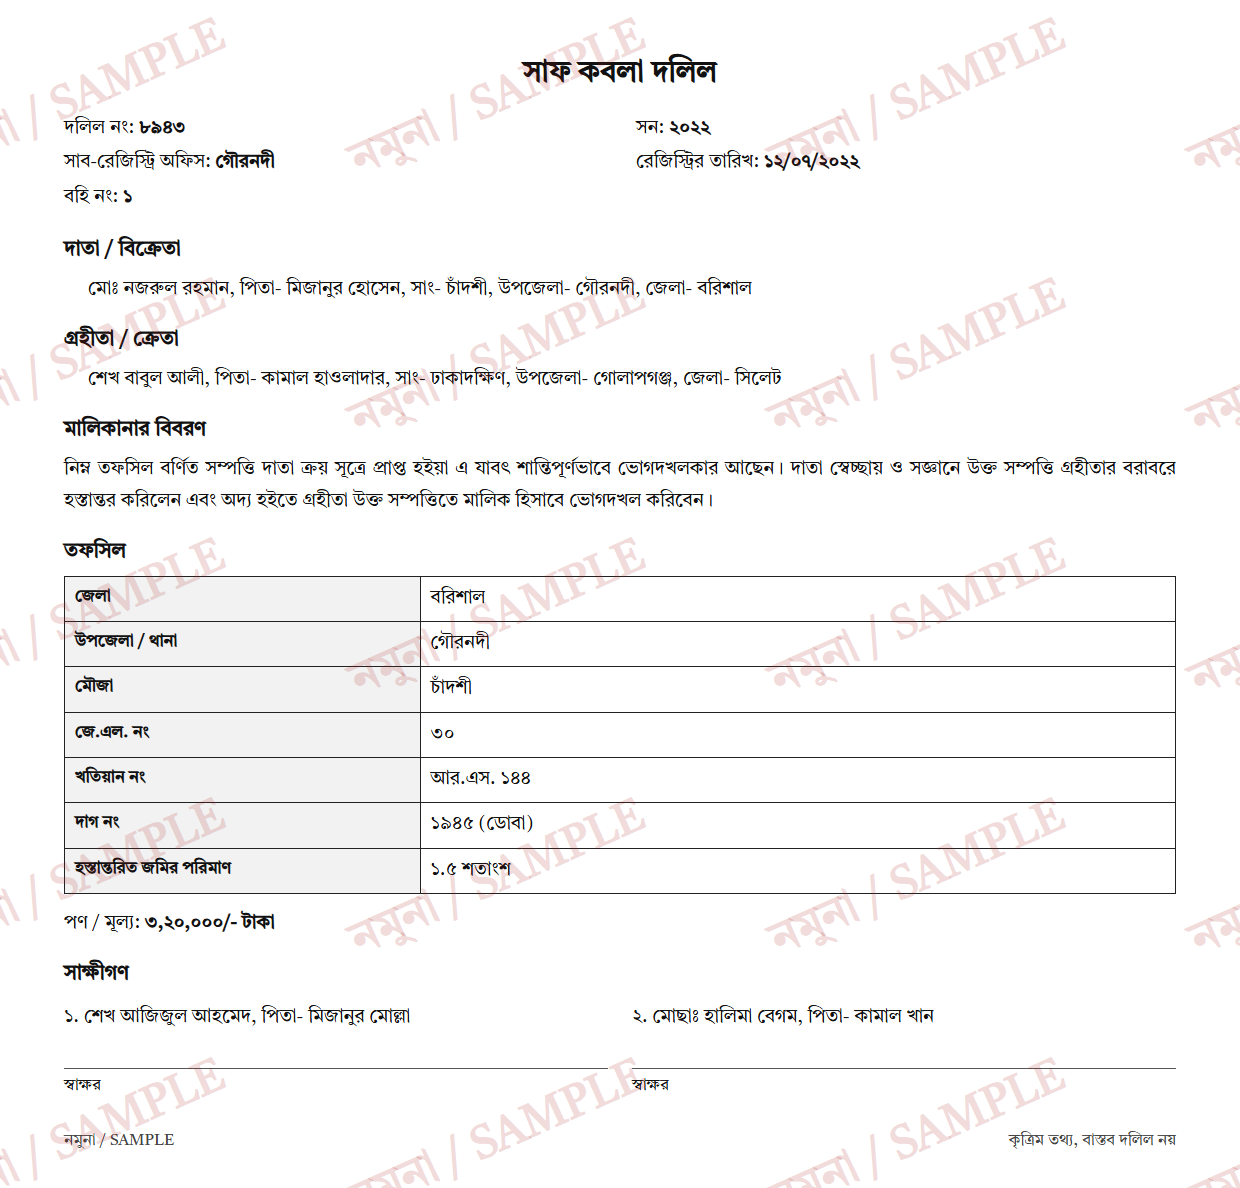 সাফ কবলা দলিল
দলিল নং: ৮৯৪৩
সন: ২০২২
সাব-রেজিস্ট্রি অফিস: গৌরনদী
রেজিস্ট্রির তারিখ: ১২/০৭/২০২২
বহি নং: ১
দাতা / বিক্রেতা
মোঃ নজরুল রহমান, পিতা- মিজানুর হোসেন, সাং- চাঁদশী, উপজেলা- গৌরনদী, জেলা- বরিশাল
গ্রহীতা / ক্রেতা
শেখ বাবুল আলী, পিতা- কামাল হাওলাদার, সাং- ঢাকাদক্ষিণ, উপজেলা- গোলাপগঞ্জ, জেলা- সিলেট
মালিকানার বিবরণ
নিম্ন তফসিল বর্ণিত সম্পত্তি দাতা ক্রয় সূত্রে প্রাপ্ত হইয়া এ যাবৎ শান্তিপূর্ণভাবে ভোগদখলকার আছেন। দাতা স্বেচ্ছায় ও সজ্ঞানে উক্ত সম্পত্তি গ্রহীতার বরাবরে
হস্তান্তর করিলেন এবং অদ্য হইতে গ্রহীতা উক্ত সম্পত্তিতে মালিক হিসাবে ভোগদখল করিবেন।
তফসিল
জেলা বরিশাল
উপজেলা / থানা গৌরনদী
মৌজা চাঁদশী
জে.এল. নং ৩০
খতিয়ান নং আর.এস. ১৪৪
দাগ নং ১৯৪৫ (ডোবা)
হস্তান্তরিত জমির পরিমাণ ১.৫ শতাংশ
পণ / মূল্য: ৩,২০,০০০/- টাকা
সাক্ষীগণ
১. শেখ আজিজুল আহমেদ, পিতা- মিজানুর মোল্লা
২. মোছাঃ হালিমা বেগম, পিতা- কামাল খান
স্বাক্ষর
স্বাক্ষর
নমুনা / SAMPLE
কৃত্রিম তথ্য, বাস্তব দলিল নয়